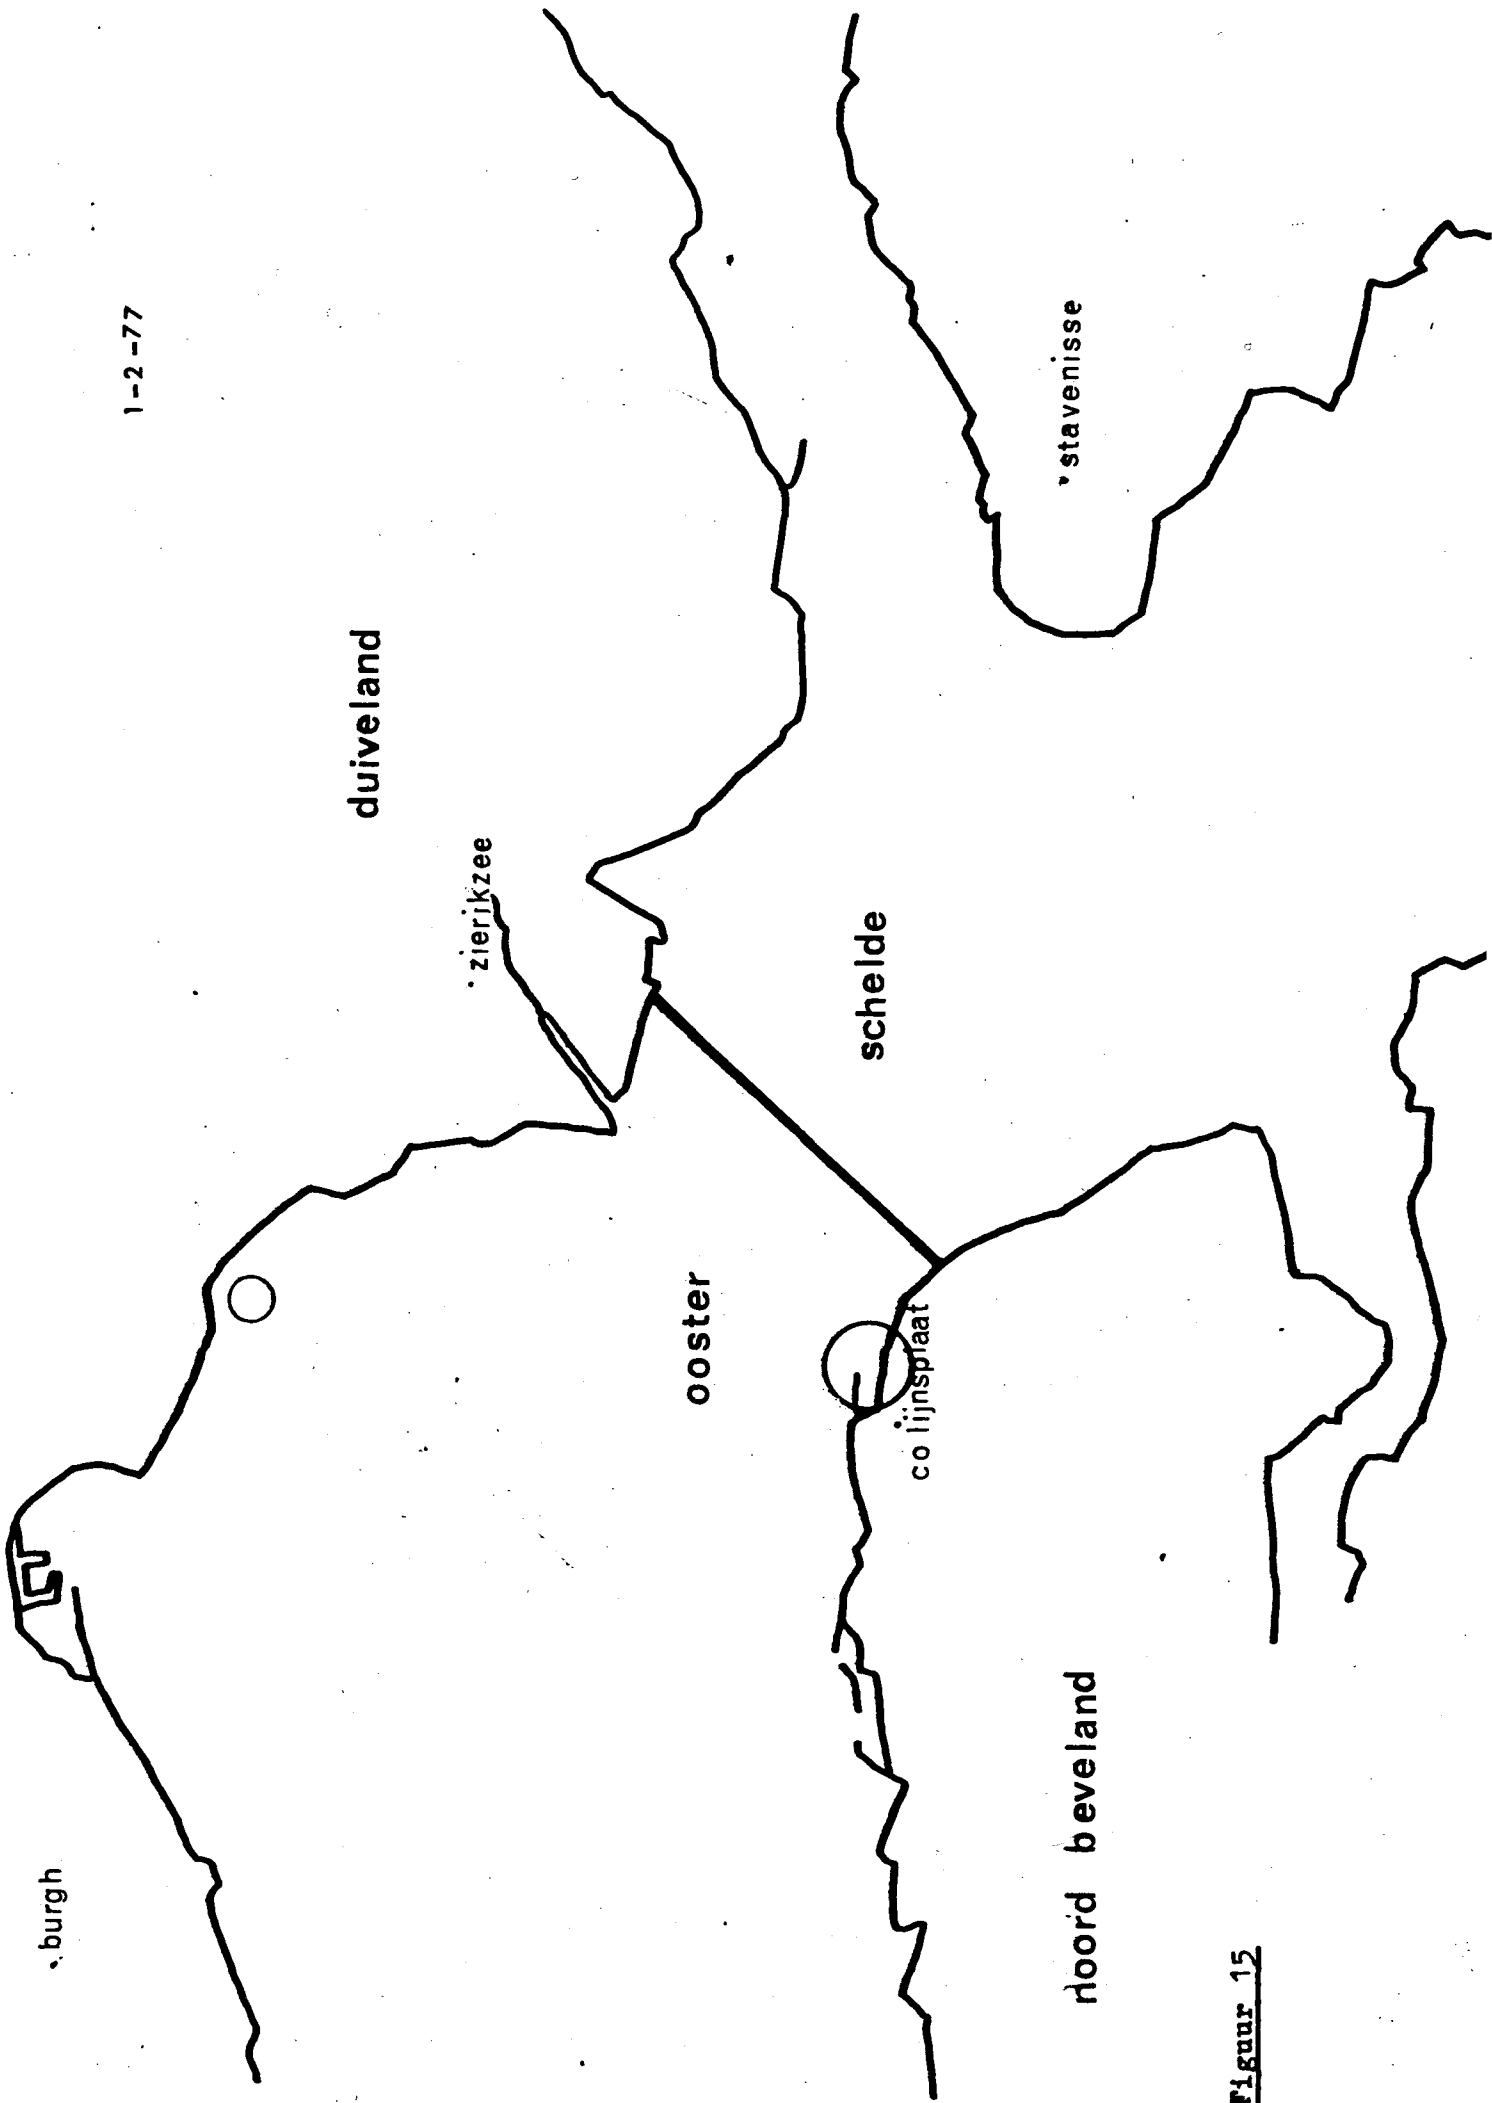 1-2-77
burgh
duiveland
zierikzee
stavenisse
ooster
schelde
colijnsplaat
noord beveland
Figuur 15